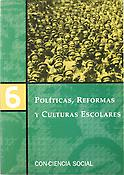 6
POLÍTICAS, REFORMAS
Y CULTURAS ESCOLARES
CON-CIENCIA SOCIAL